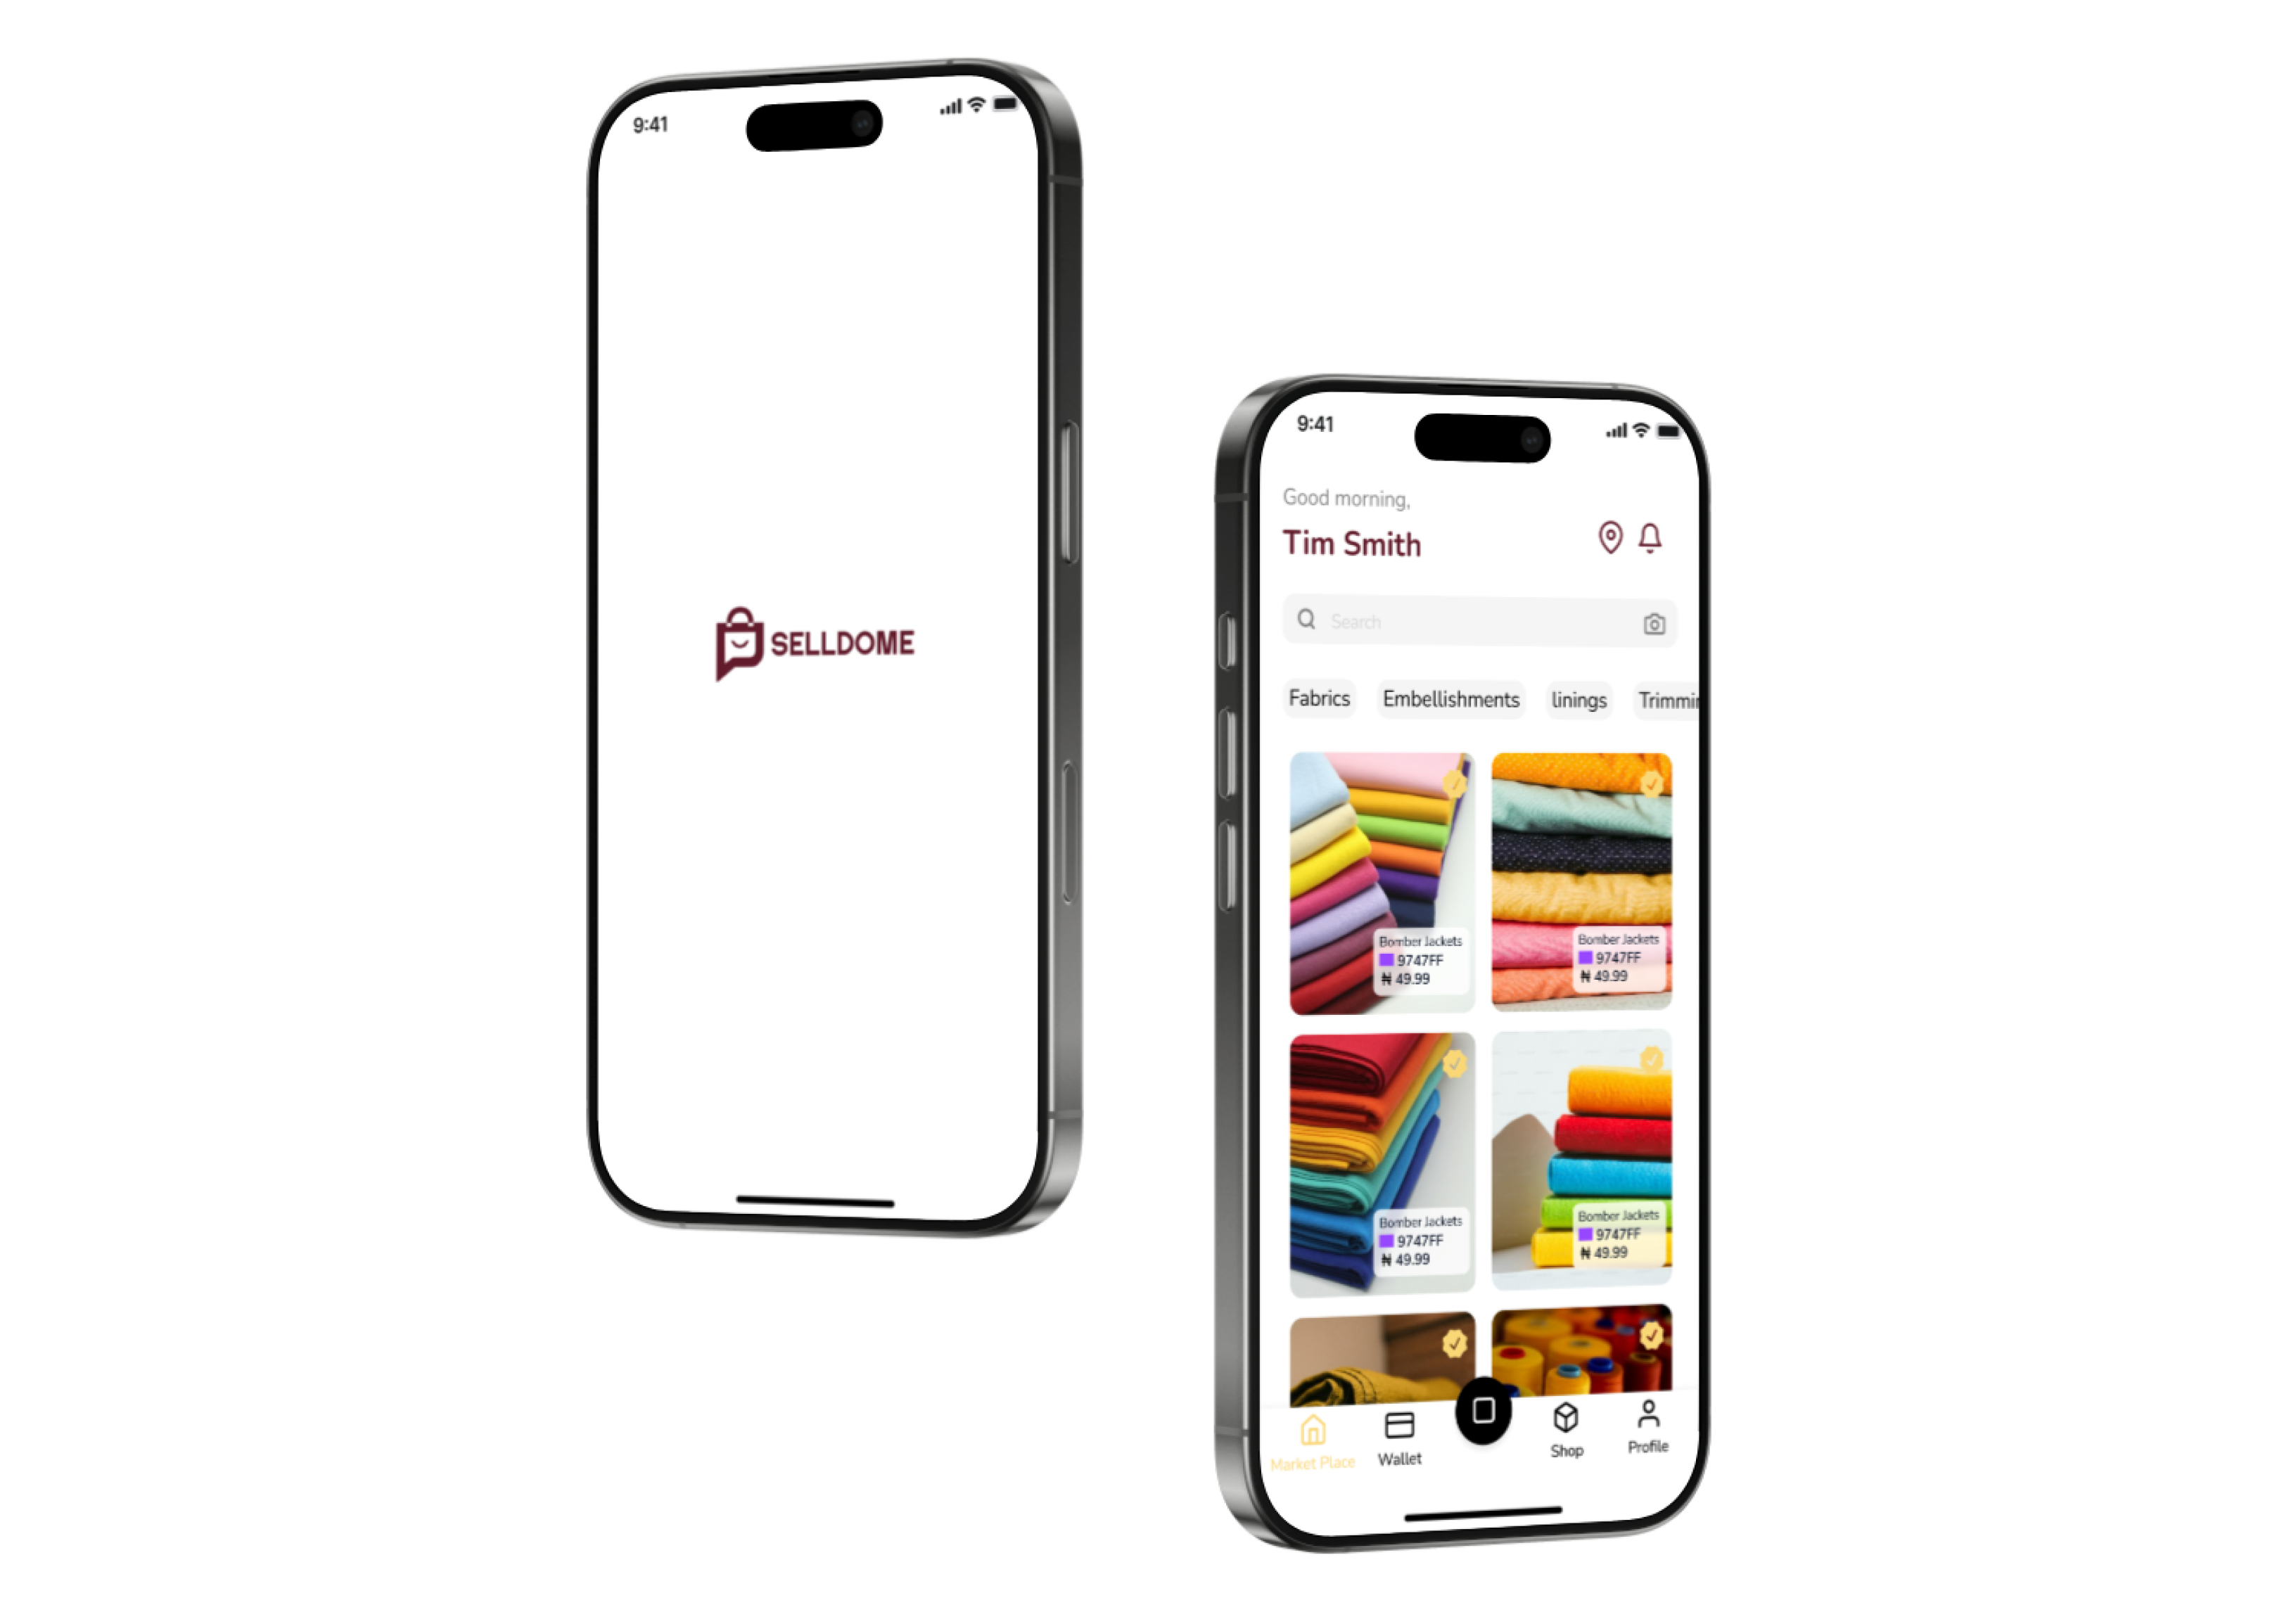 9:41
SELLDOME
9:41
Good morning,
Tim Smith
Search
Fabrics
Embellishments
linings
Trimmin
Bomber Jackets
9747FF
₦ 49.99
Bomber Jackets
9747FF
₦ 49.99
Bomber Jackets
9747FF
₦ 49.99
Bomber Jackets
9747FF
₦ 49.99
Market Place
Wallet
Shop
Profile